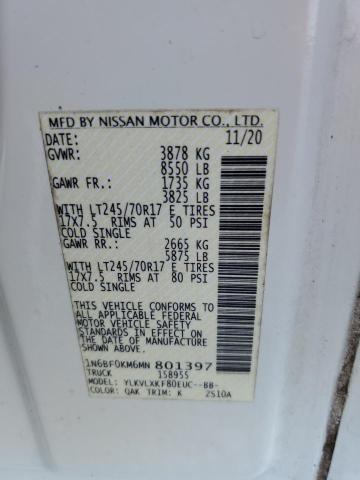 MFD BY NISSAN MOTOR CO., LTD.
DATE: 11/20
GVWR: 3878 KG
8550 LB
GAWR FR.: 1735 KG
3825 LB
WITH LT245/70R17 E TIRES
17X7.5 RIMS AT 50 PSI
COLD SINGLE
GAWR RR.: 2665 KG
5875 LB
WITH LT245/70R17 E TIRES
17X7.5 RIMS AT 80 PSI
COLD SINGLE
THIS VEHICLE CONFORMS TO
ALL APPLICABLE FEDERAL
MOTOR VEHICLE SAFETY
STANDARDS IN EFFECT ON
THE DATE OF MANUFACTURE
SHOWN ABOVE.
1N6BF0KM6MN 801397
TRUCK 158955
MODEL: YLKVLXKF80EUC--BB-
COLOR: QAK TRIM: K 2S10A